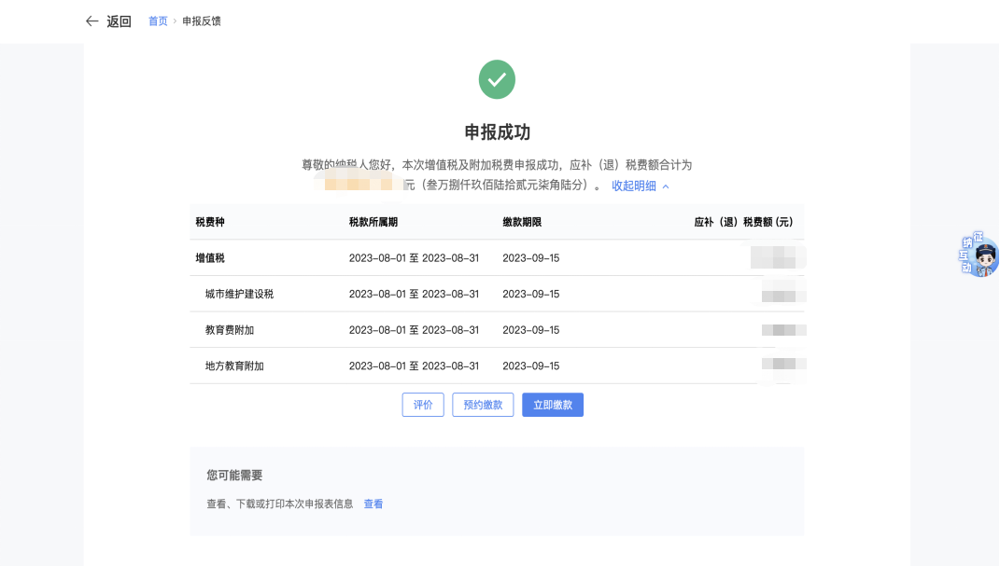 返回 首页 > 申报反馈
申报成功
尊敬的纳税人您好，本次增值税及附加税费申报成功，应补（退）税费额合计为
元（叁万捌仟玖佰陆拾贰元柒角陆分）。 收起明细
税费种 税款所属期 缴款期限 应补（退）税费额 (元)
增值税 2023-08-01 至 2023-08-31 2023-09-15
城市维护建设税 2023-08-01 至 2023-08-31 2023-09-15
教育费附加 2023-08-01 至 2023-08-31 2023-09-15
地方教育附加 2023-08-01 至 2023-08-31 2023-09-15
评价 预约缴款 立即缴款
您可能需要
查看、下载或打印本次申报表信息 查看
征纳互动